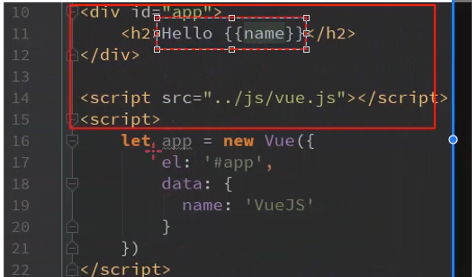 10 <div id="app">
11 <h2>Hello {{name}}</h2>
12 </div>
13
14 <script src="../js/vue.js"></script>
15 <script>
16 let app = new Vue({
17 el: '#app',
18 data: {
19 name: 'VueJS'
20 }
21 })
22 </script>